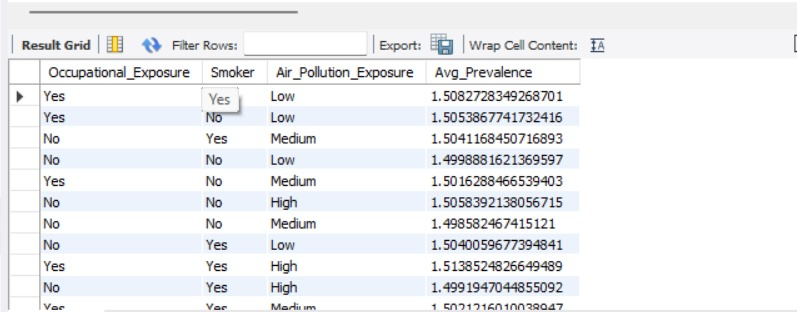 Result Grid Filter Rows: Export: Wrap Cell Content:
Occupational_Exposure Smoker Air_Pollution_Exposure Avg_Prevalence
Yes Yes Low 1.5082728349268701
Yes No Low 1.5053867741732416
No Yes Medium 1.5041168450716893
No No Low 1.4998881621369597
Yes No Medium 1.5016288466539403
No No High 1.5058392138056715
No No Medium 1.498582467415121
No Yes Low 1.5040059677394841
Yes Yes High 1.5138524826649489
No Yes High 1.4991947044855092
Yes Yes Medium 1.5021216010038947